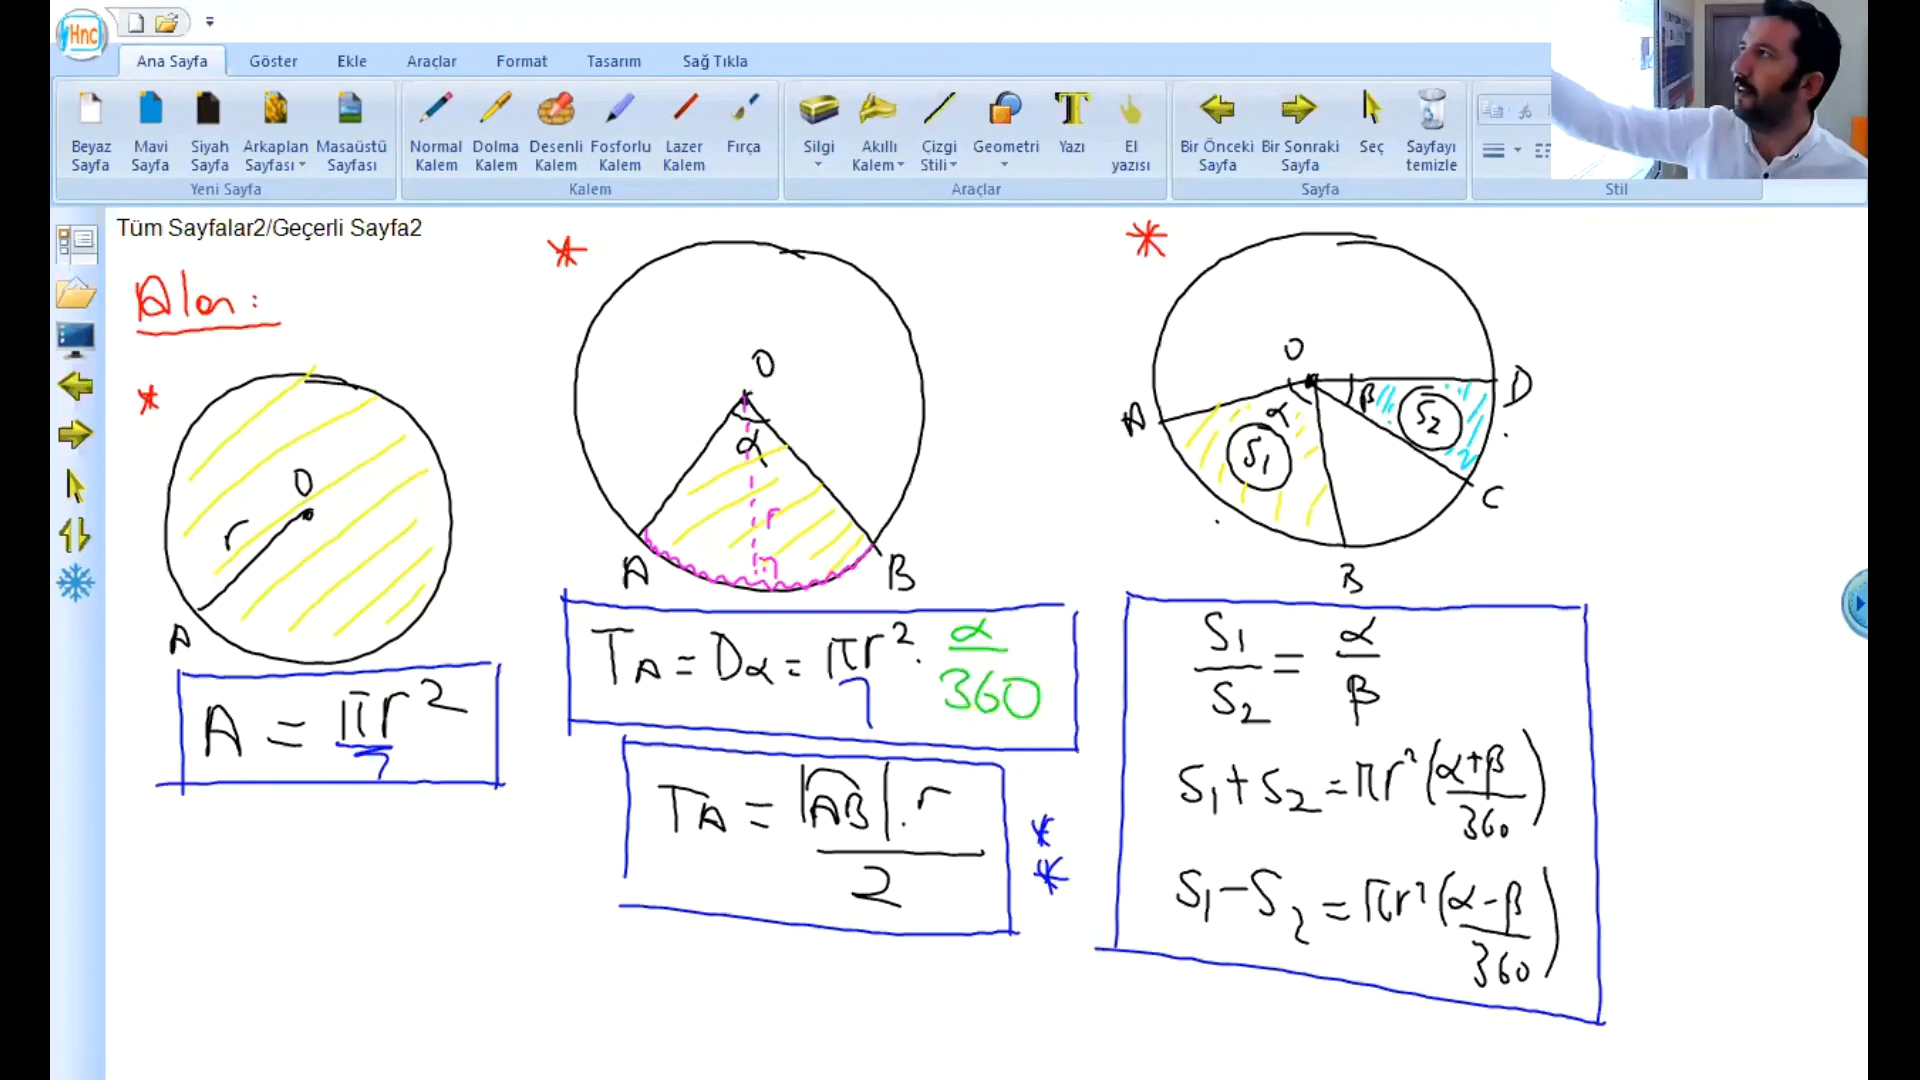 Hnc
Ana Sayfa Göster Ekle Araçlar Format Tasarım Sağ Tıkla
Beyaz Sayfa
Mavi Sayfa
Siyah Sayfa
Arkaplan Sayfası
Masaüstü Sayfası
Normal Kalem
Dolma Kalem
Desenli Kalem
Fosforlu Kalem
Lazer Kalem
Fırça
Silgi
Akıllı Kalem
Çizgi Stili
Geometri
Yazı
El yazısı
Bir Önceki Sayfa
Bir Sonraki Sayfa
Seç
Sayfayı temizle
Yeni Sayfa Kalem Araçlar Sayfa Stil
Tüm Sayfalar2/Geçerli Sayfa2
Alan:
O
r
A
A = πr²
O
α
r
A
B
TA = Dα = πr² · α/360
TA = |AB| . r / 2
O
A
α
β
D
S1
S2
C
B
S1/S2 = α/β
S1 + S2 = πr² (α+β/360)
S1 − S2 = πr² (α−β/360)